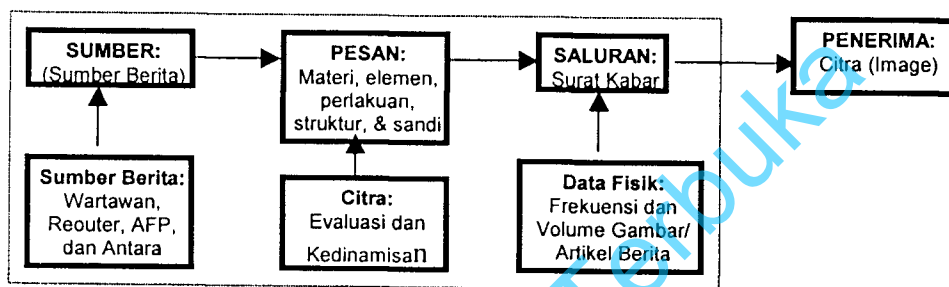 SUMBER:
(Sumber Berita)
PESAN:
Materi, elemen,
perlakuan,
struktur, & sandi
SALURAN:
Surat Kabar
PENERIMA:
Citra (Image)
Sumber Berita:
Wartawan,
Reouter, AFP,
dan Antara
Citra:
Evaluasi dan
Kedinamisan
Data Fisik:
Frekuensi dan
Volume Gambar/
Artikel Berita
Terbuka